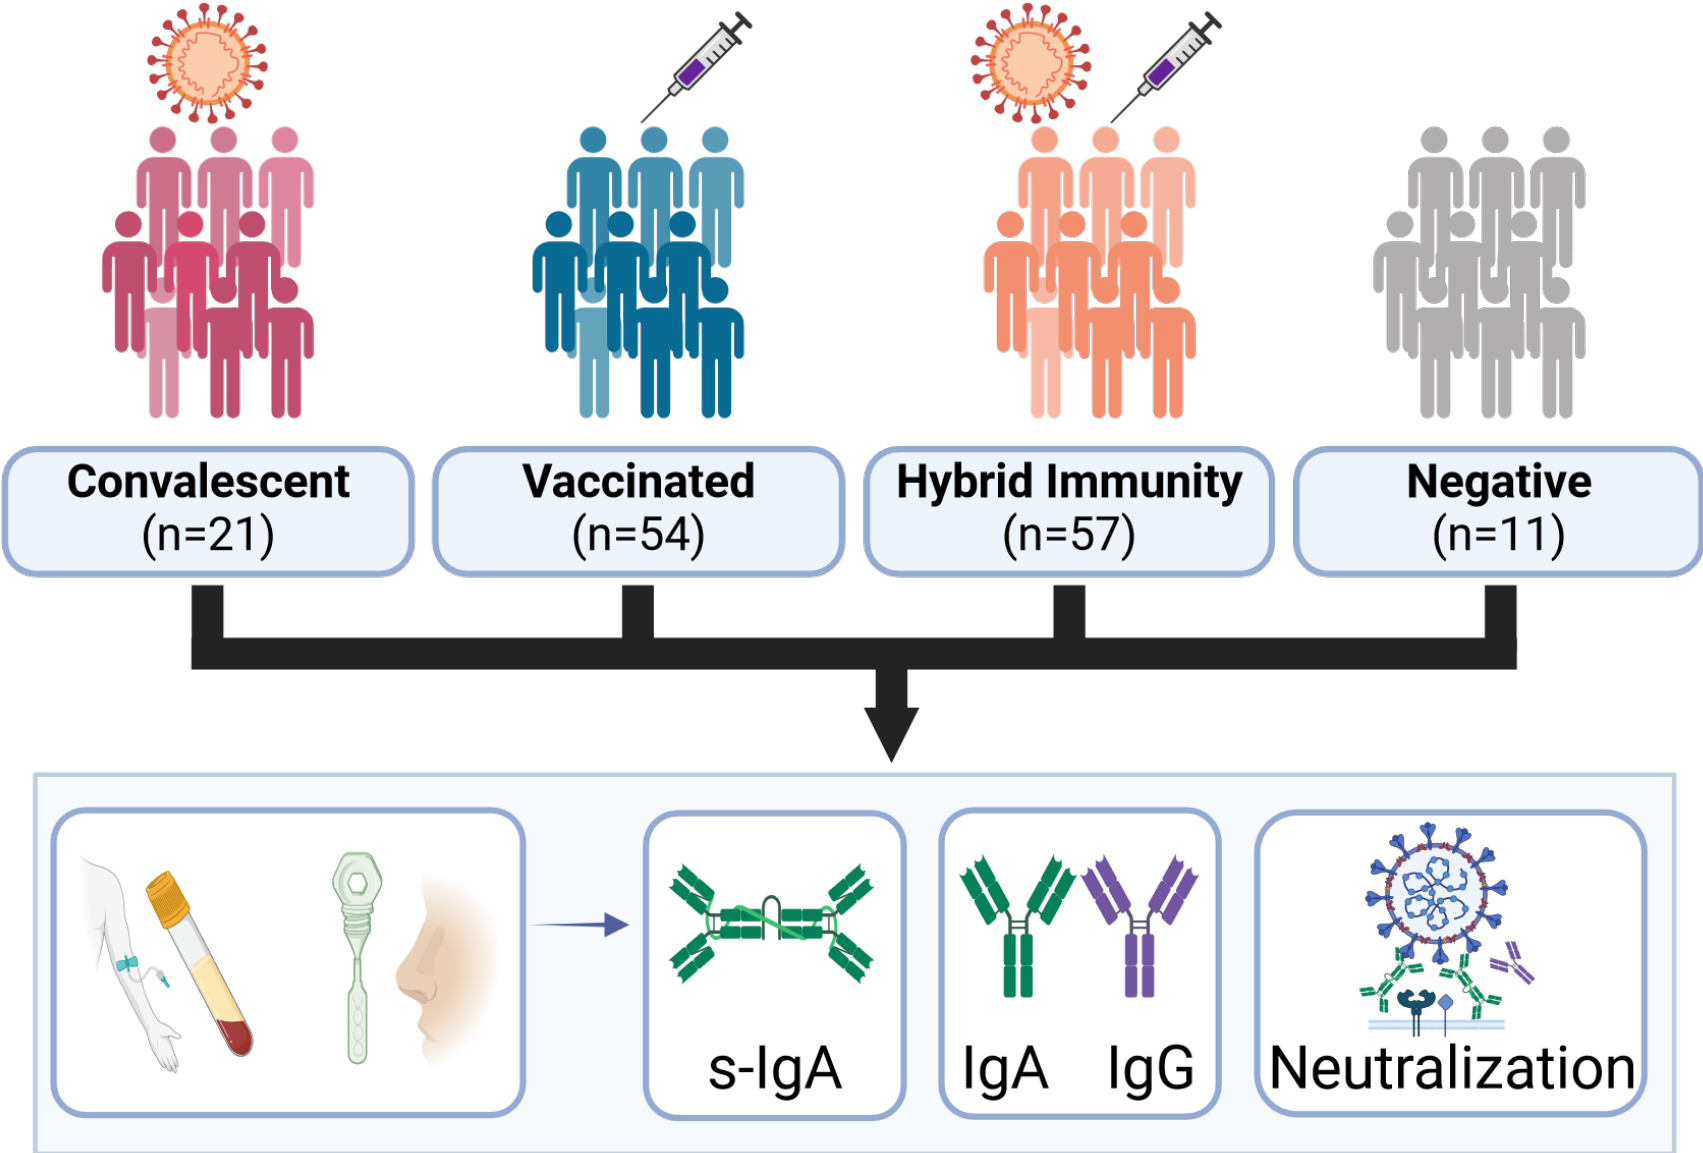 Convalescent
(n=21)
Vaccinated
(n=54)
Hybrid Immunity
(n=57)
Negative
(n=11)
s-IgA
IgA IgG
Neutralization